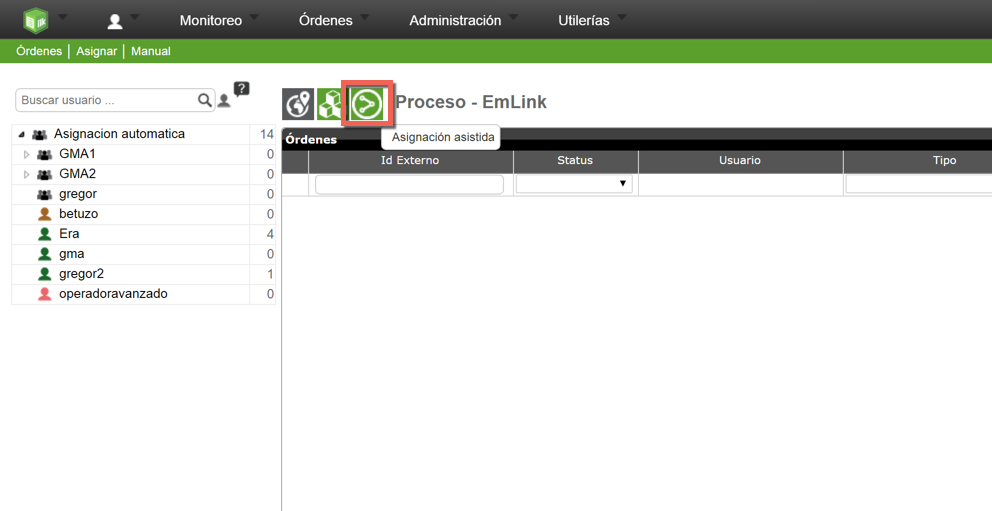 Monitoreo Órdenes Administración Utilerías
Órdenes | Asignar | Manual
Buscar usuario ...
?
Proceso - EmLink
Asignación asistida
Asignacion automatica 14
GMA1 0
GMA2 0
gregor 0
betuzo 0
Era 4
gma 0
gregor2 1
operadoravanzado 0
Órdenes
Id Externo Status Usuario Tipo